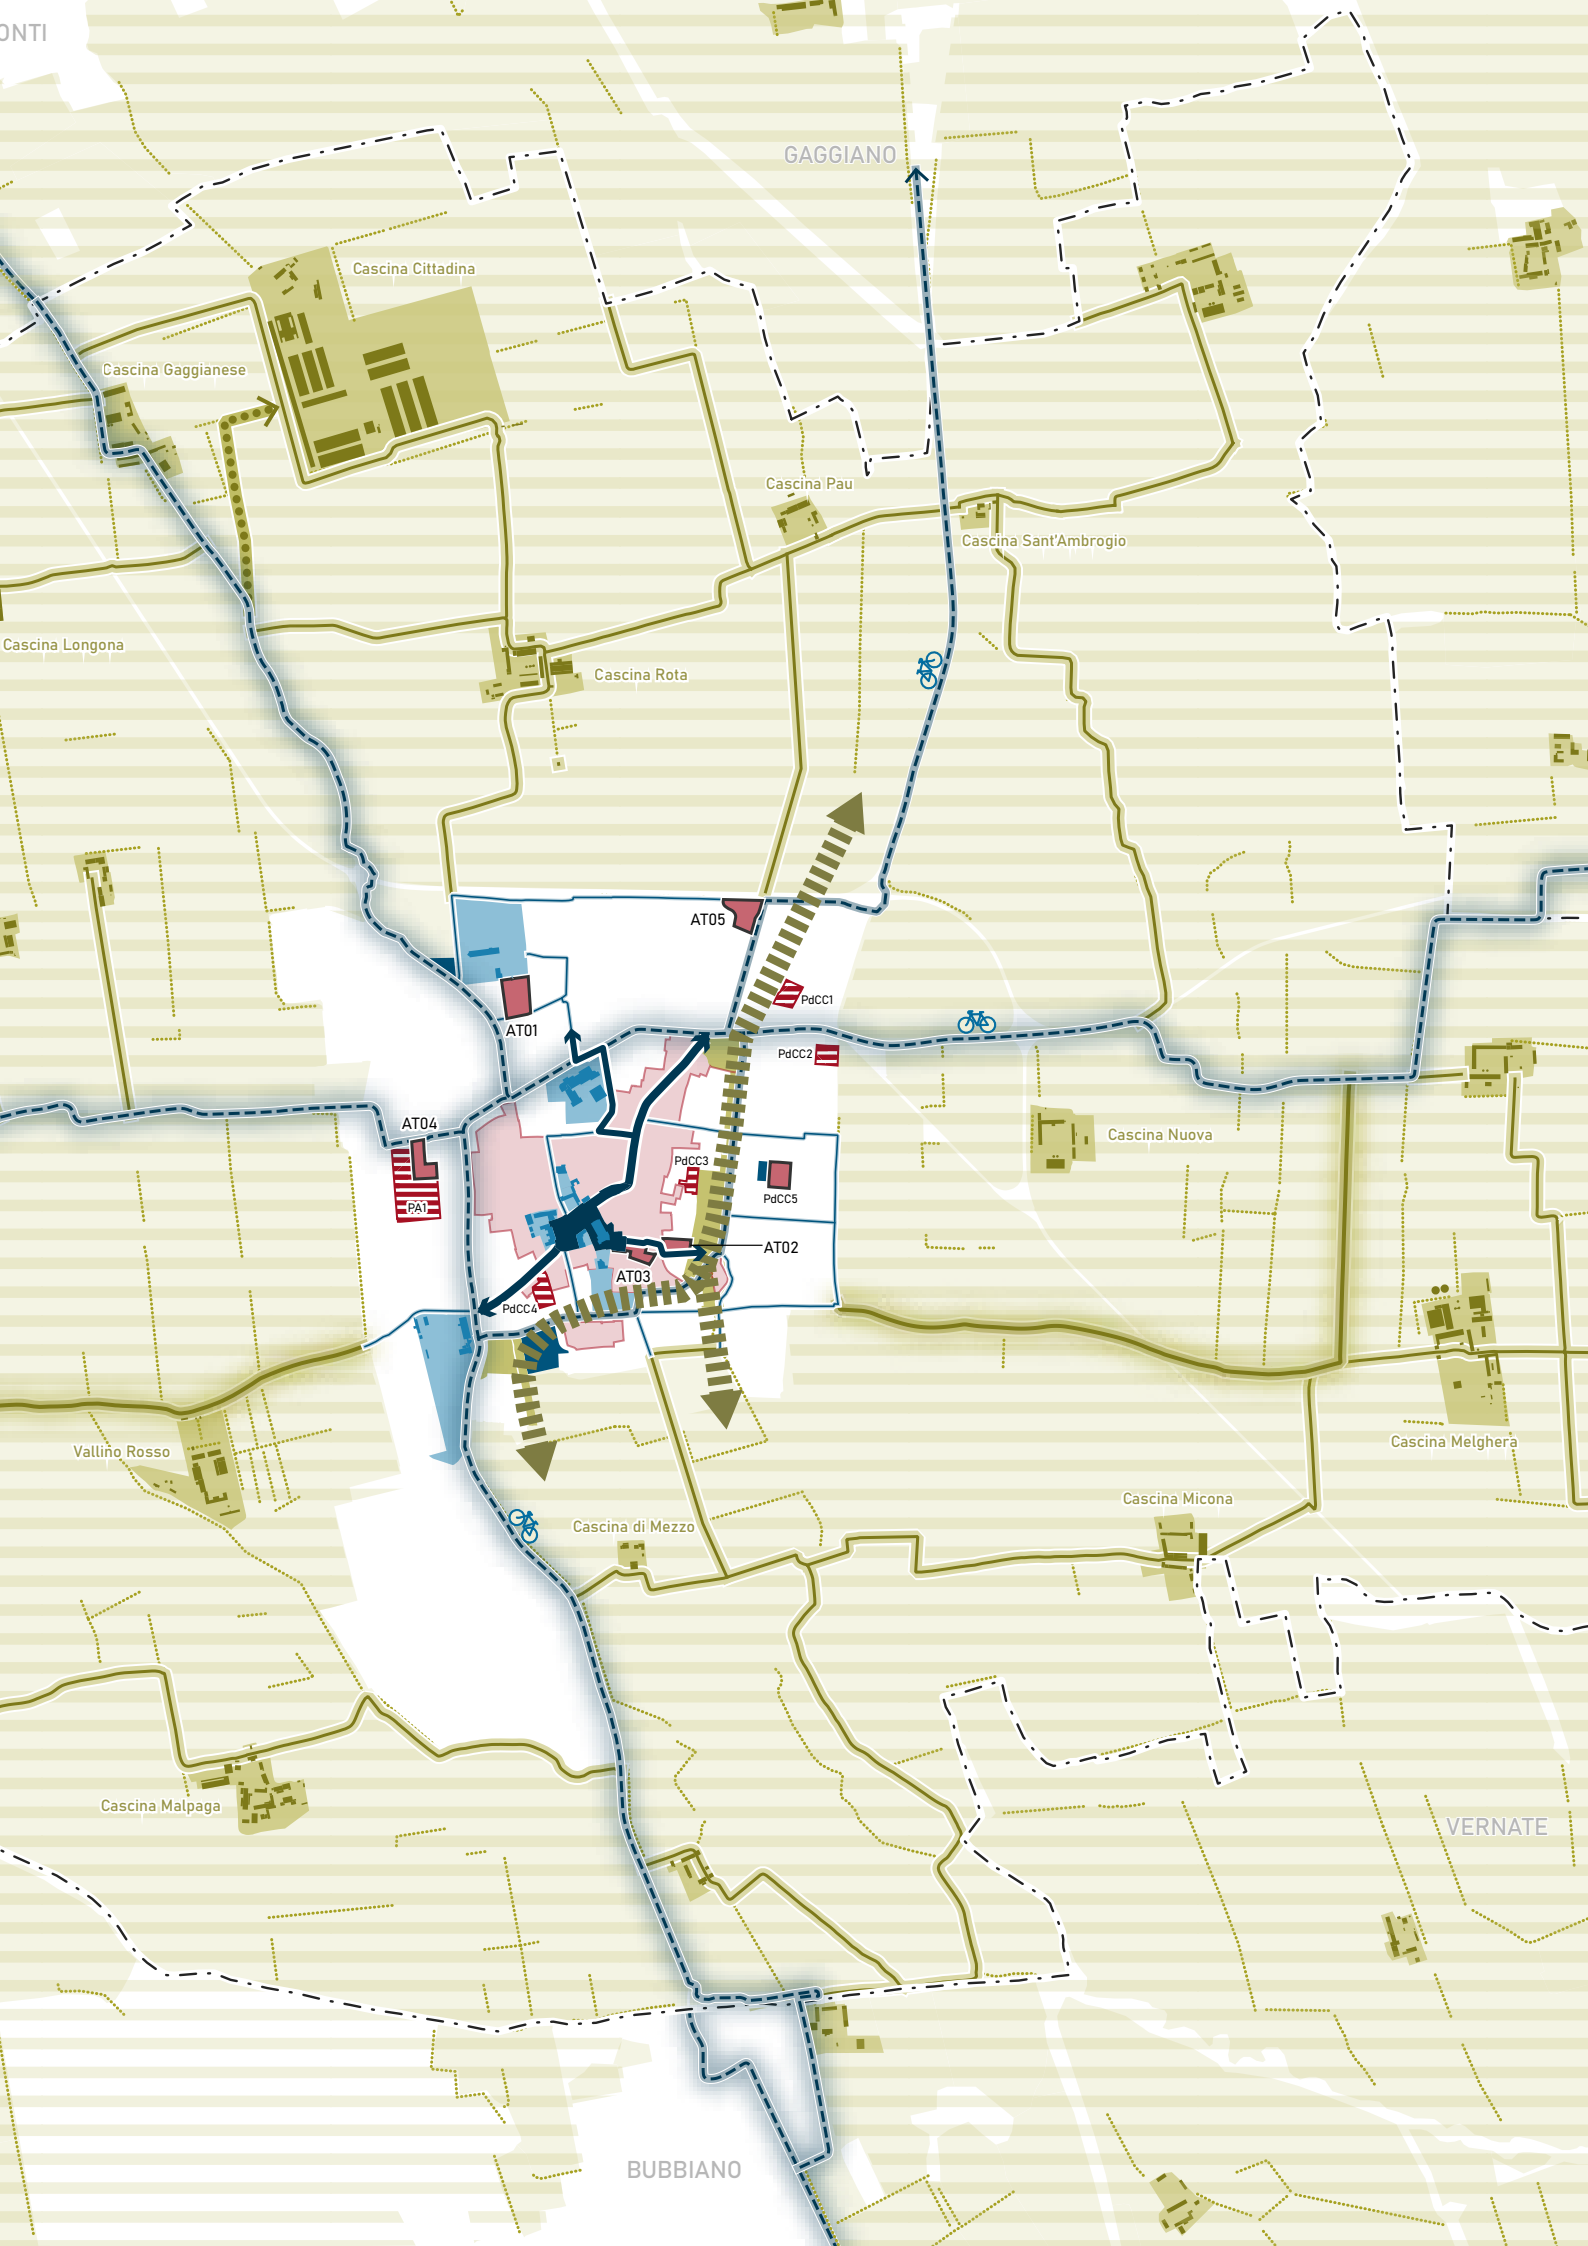 ONTI
GAGGIANO
Cascina Cittadina
Cascina Gaggianese
Cascina Pau
Cascina Sant'Ambrogio
Cascina Longona
Cascina Rota
AT05
PdCC1
AT01
PdCC2
AT04
Cascina Nuova
PdCC3
PdCC5
PA1
AT02
AT03
PdCC4
Vallino Rosso
Cascina Melghera
Cascina Micona
Cascina di Mezzo
Cascina Malpaga
VERNATE
BUBBIANO